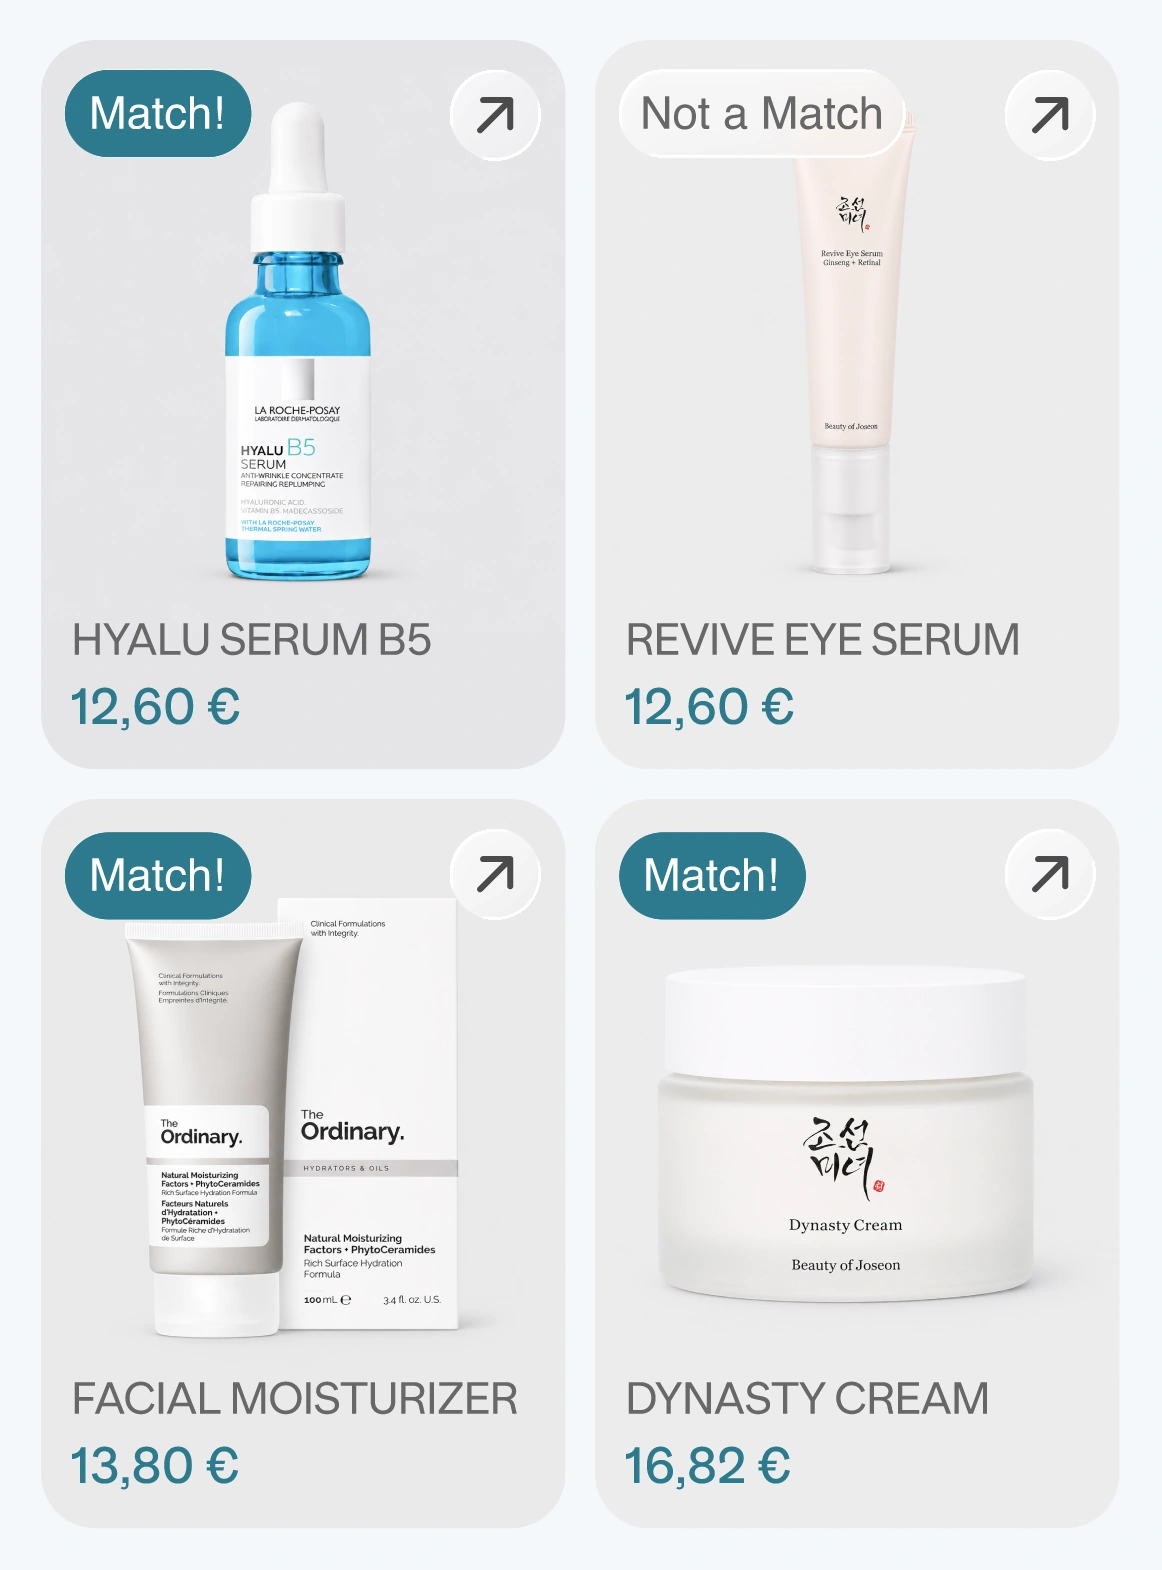 Match!
LA ROCHE-POSAY
LABORATOIRE DERMATOLOGIQUE
HYALU B5
SERUM
ANTI-WRINKLE CONCENTRATE
REPAIRING REPLUMPING
HYALURONIC ACID.
VITAMIN B5. MADECASSOSIDE
WITH LA ROCHE-POSAY
THERMAL SPRING WATER
HYALU SERUM B5
12,60 €
Not a Match
조선
미녀
Revive Eye Serum
Ginseng + Retinal
Beauty of Joseon
REVIVE EYE SERUM
12,60 €
Match!
Clinical Formulations
with Integrity.
Formulations Cliniques
Empreintes d'Intégrité.
The
Ordinary.
Natural Moisturizing
Factors + PhytoCeramides
Rich Surface Hydration Formula
Facteurs Naturels
d'Hydratation +
PhytoCéramides
Formule Riche d'Hydratation
de Surface
Clinical Formulations
with Integrity.
The
Ordinary.
HYDRATORS & OILS
Natural Moisturizing
Factors + PhytoCeramides
Rich Surface Hydration
Formula
100 mL ℮ 3.4 fl. oz. U.S.
FACIAL MOISTURIZER
13,80 €
Match!
조선
미녀
Dynasty Cream
Beauty of Joseon
DYNASTY CREAM
16,82 €